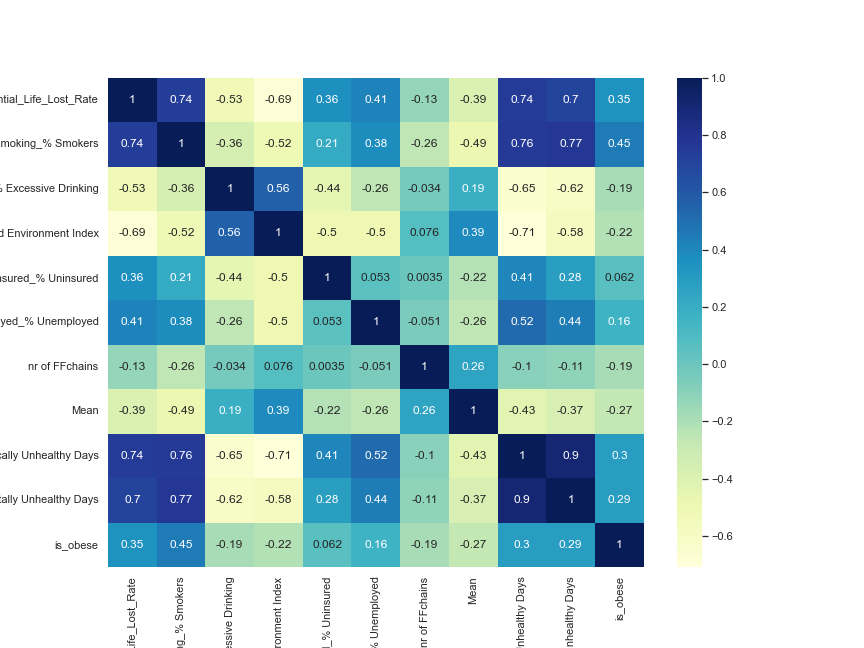 ntial_Life_Lost_Rate 1 0.74 -0.53 -0.69 0.36 0.41 -0.13 -0.39 0.74 0.7 0.35
moking_% Smokers 0.74 1 -0.36 -0.52 0.21 0.38 -0.26 -0.49 0.76 0.77 0.45
% Excessive Drinking -0.53 -0.36 1 0.56 -0.44 -0.26 -0.034 0.19 -0.65 -0.62 -0.19
d Environment Index -0.69 -0.52 0.56 1 -0.5 -0.5 0.076 0.39 -0.71 -0.58 -0.22
nsured_% Uninsured 0.36 0.21 -0.44 -0.5 1 0.053 0.0035 -0.22 0.41 0.28 0.062
yed_% Unemployed 0.41 0.38 -0.26 -0.5 0.053 1 -0.051 -0.26 0.52 0.44 0.16
nr of FFchains -0.13 -0.26 -0.034 0.076 0.0035 -0.051 1 0.26 -0.1 -0.11 -0.19
Mean -0.39 -0.49 0.19 0.39 -0.22 -0.26 0.26 1 -0.43 -0.37 -0.27
cally Unhealthy Days 0.74 0.76 -0.65 -0.71 0.41 0.52 -0.1 -0.43 1 0.9 0.3
tally Unhealthy Days 0.7 0.77 -0.62 -0.58 0.28 0.44 -0.11 -0.37 0.9 1 0.29
is_obese 0.35 0.45 -0.19 -0.22 0.062 0.16 -0.19 -0.27 0.3 0.29 1
Life_Lost_Rate
ng_% Smokers
essive Drinking
ronment Index
d_% Uninsured
% Unemployed
nr of FFchains
Mean
nhealthy Days
nhealthy Days
is_obese
1.0
0.8
0.6
0.4
0.2
0.0
−0.2
−0.4
−0.6